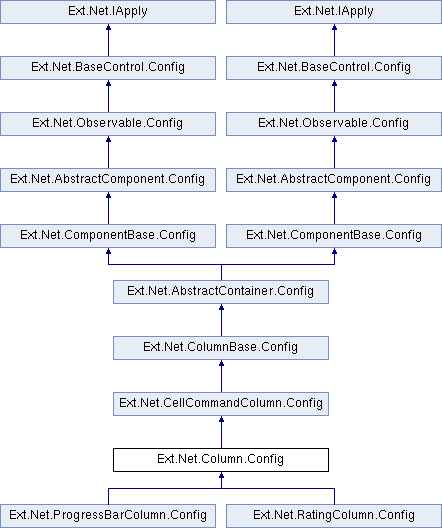 Ext.Net.IApply
Ext.Net.IApply
Ext.Net.BaseControl.Config
Ext.Net.BaseControl.Config
Ext.Net.Observable.Config
Ext.Net.Observable.Config
Ext.Net.AbstractComponent.Config
Ext.Net.AbstractComponent.Config
Ext.Net.ComponentBase.Config
Ext.Net.ComponentBase.Config
Ext.Net.AbstractContainer.Config
Ext.Net.ColumnBase.Config
Ext.Net.CellCommandColumn.Config
Ext.Net.Column.Config
Ext.Net.ProgressBarColumn.Config
Ext.Net.RatingColumn.Config